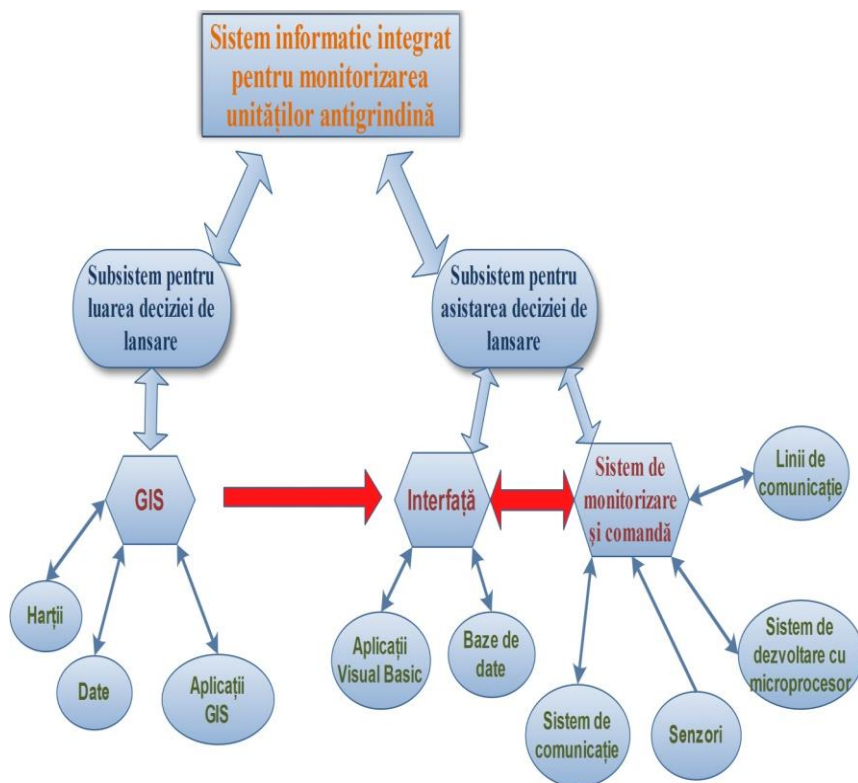 Sistem informatic integrat
pentru monitorizarea
unităților antigrindină
Subsistem pentru
luarea deciziei de
lansare
Subsistem pentru
asistarea deciziei de
lansare
GIS
Interfață
Sistem de
monitorizare
și comandă
Linii de
comunicație
Harții
Date
Aplicații
GIS
Aplicații
Visual Basic
Baze de
date
Sistem de
comunicație
Senzori
Sistem de
dezvoltare cu
microprocesor